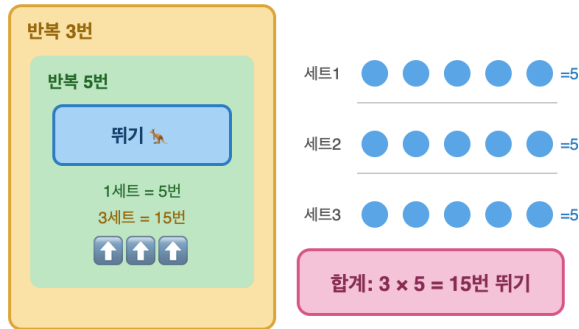 반복 3번
반복 5번
뛰기 🦘
1세트 = 5번
3세트 = 15번
⬆️⬆️⬆️
세트1 =5
세트2 =5
세트3 =5
합계: 3 × 5 = 15번 뛰기